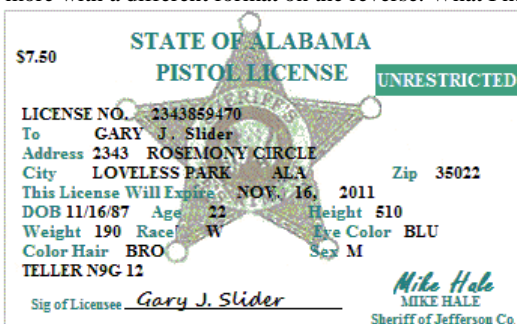 STATE OF ALABAMA
$7.50
PISTOL LICENSE
UNRESTRICTED
SHERIFF'S
LICENSE NO. 2343859470
To GARY J. Slider
Address 2343 ROSEMONY CIRCLE
City LOVELESS PARK ALA Zip 35022
This License Will Expire NOV. 16, 2011
DOB 11/16/87 Age 22 Height 510
Weight 190 Race W Eye Color BLU
Color Hair BRO Sex M
TELLER N9G 12
Mike Hale
Sig of Licensee Gary J. Slider
MIKE HALE
Sheriff of Jefferson Co.